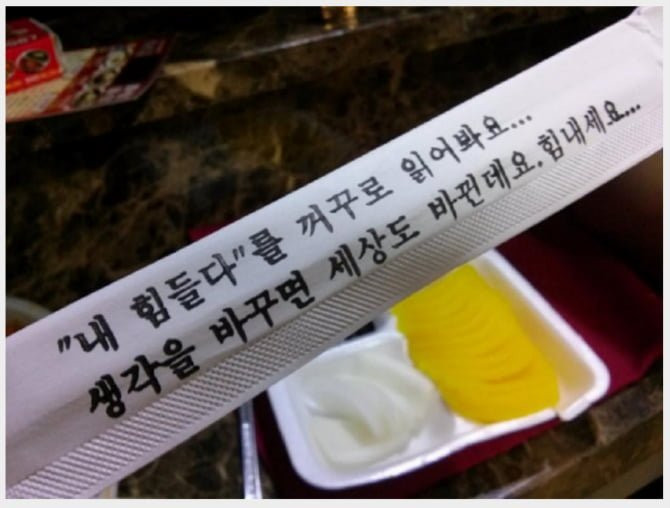 "내 힘들다"를 꺼꾸로 읽어봐요...
생각을 바꾸면 세상도 바뀐데요.힘내세요...